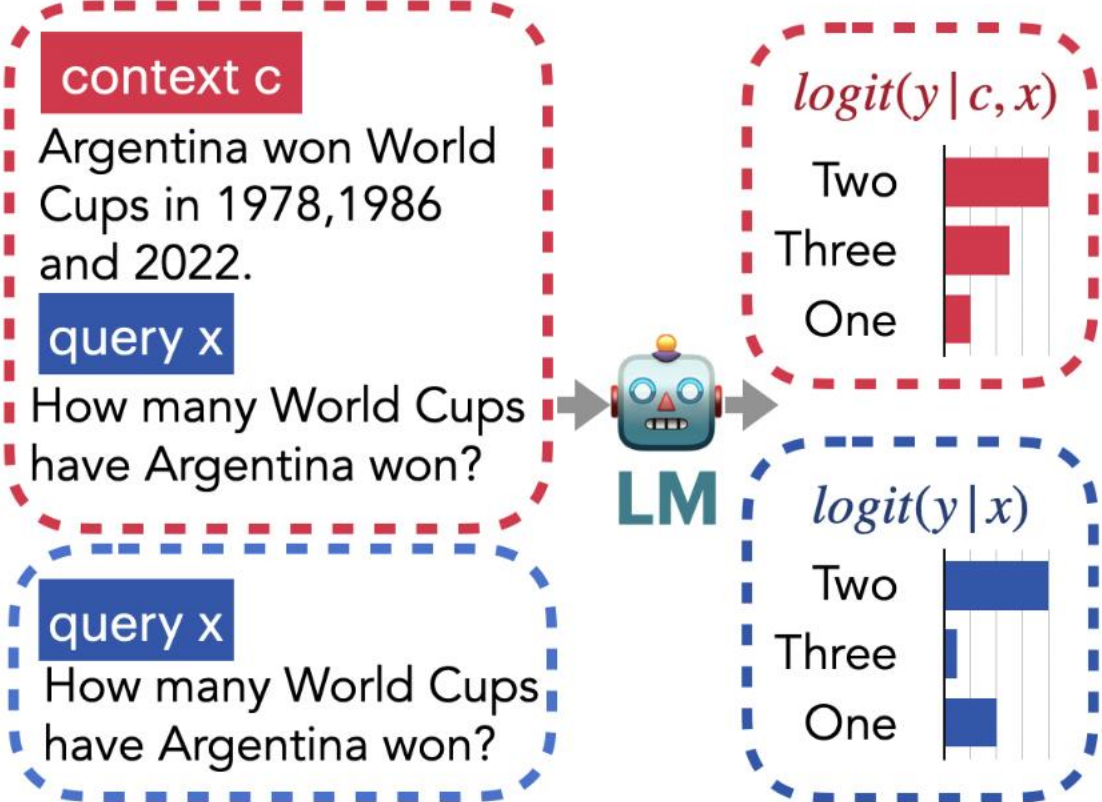 context c
Argentina won World
Cups in 1978,1986
and 2022.
query x
How many World Cups
have Argentina won?
query x
How many World Cups
have Argentina won?
LM
logit(y|c,x)
Two
Three
One
logit(y|x)
Two
Three
One